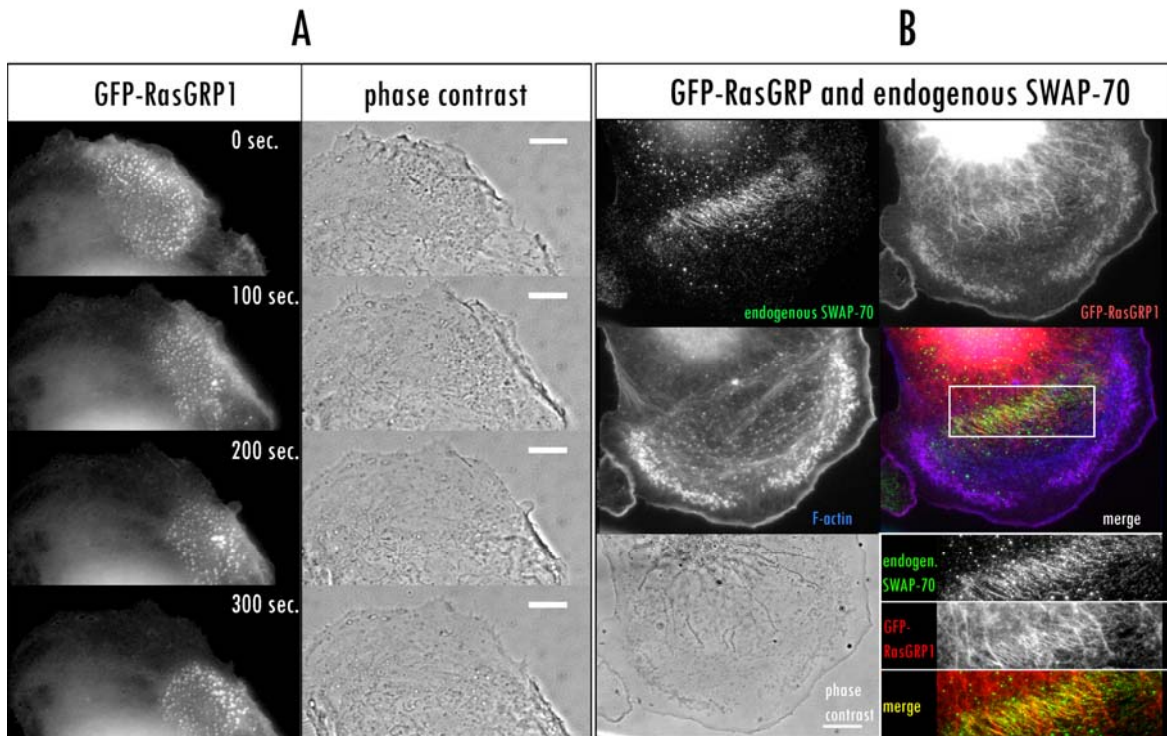 A
B
GFP-RasGRP1
phase contrast
GFP-RasGRP and endogenous SWAP-70
0 sec.
100 sec.
200 sec.
300 sec.
endogenous SWAP-70
GFP-RasGRP1
F-actin
merge
phase
contrast
endogen.
SWAP-70
GFP-
RasGRP1
merge